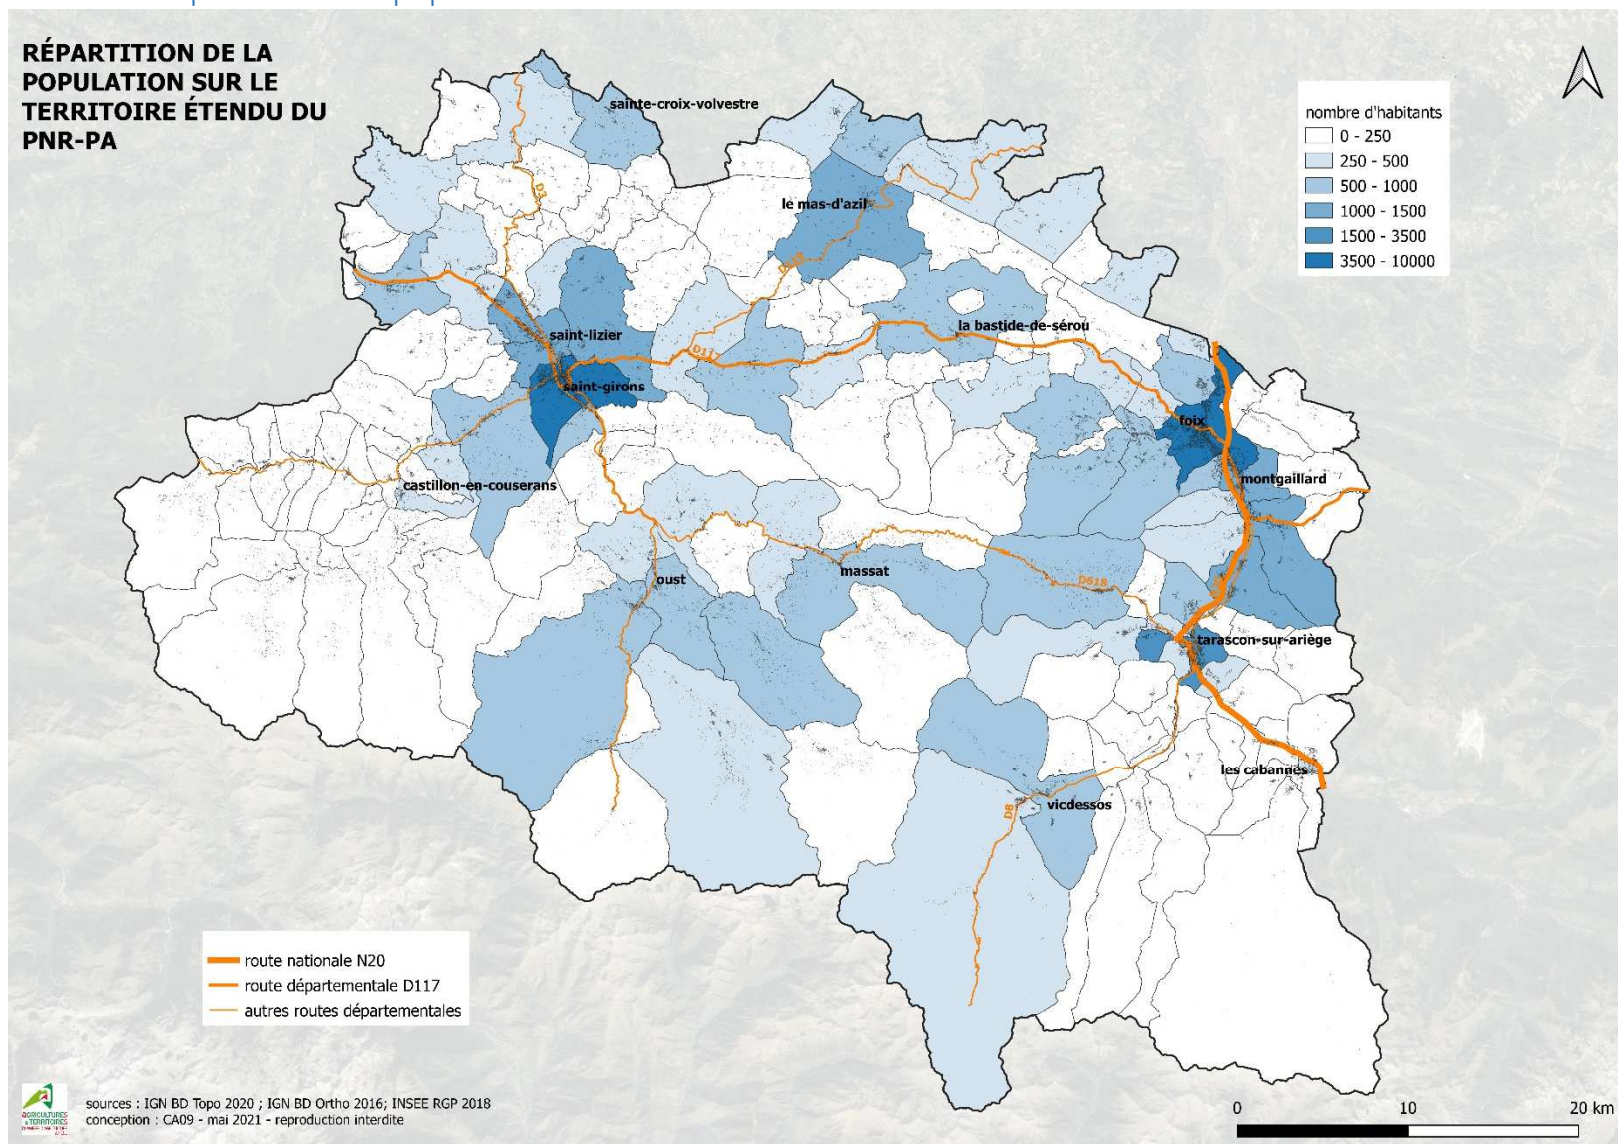 RÉPARTITION DE LA
POPULATION SUR LE
TERRITOIRE ÉTENDU DU
PNR-PA
nombre d'habitants
0 - 250
250 - 500
500 - 1000
1000 - 1500
1500 - 3500
3500 - 10000
sainte-croix-volvestre
D3
le mas-d'azil
saint-lizier
la bastide-de-sérou
D117
saint-girons
foix
castillon-en-couserans
montgaillard
massat
oust
D618
tarascon-sur-ariège
les cabannes
vicdessos
D8
route nationale N20
route départementale D117
autres routes départementales
AGRICULTURES
& TERRITOIRES
sources : IGN BD Topo 2020 ; IGN BD Ortho 2016; INSEE RGP 2018
conception : CA09 - mai 2021 - reproduction interdite
0 10 20 km